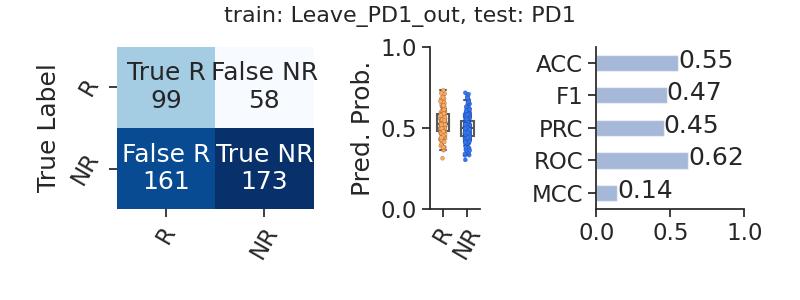 train: Leave_PD1_out, test: PD1
True Label
R
NR
True R
99
False NR
58
False R
161
True NR
173
R
NR
Pred. Prob.
1.0
0.5
0.0
R
NR
ACC
0.55
F1
0.47
PRC
0.45
ROC
0.62
MCC
0.14
0.0
0.5
1.0